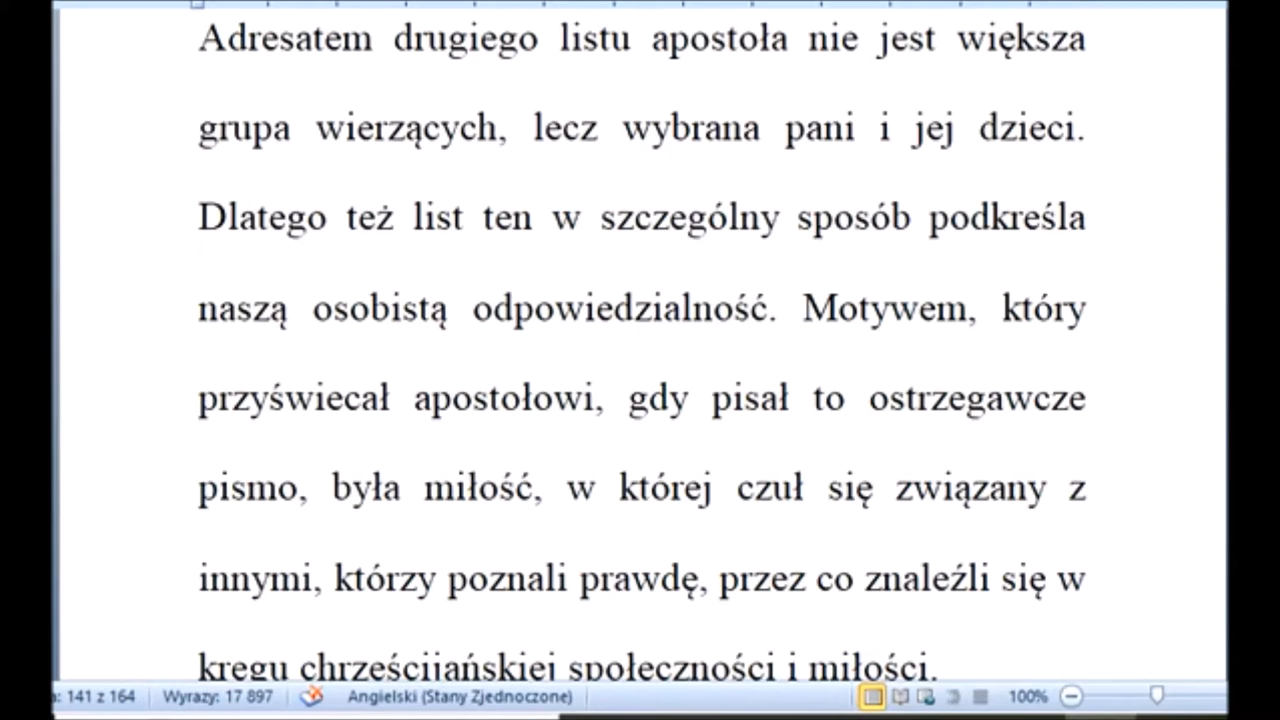 Adresatem drugiego listu apostoła nie jest większa
grupa wierzących, lecz wybrana pani i jej dzieci.
Dlatego też list ten w szczególny sposób podkreśla
naszą osobistą odpowiedzialność. Motywem, który
przyświecał apostołowi, gdy pisał to ostrzegawcze
pismo, była miłość, w której czuł się związany z
innymi, którzy poznali prawdę, przez co znaleźli się w
kręgu chrześcijańskiej społeczności i miłości.
: 141 z 164 Wyrazy: 17 897 Angielski (Stany Zjednoczone) 100%